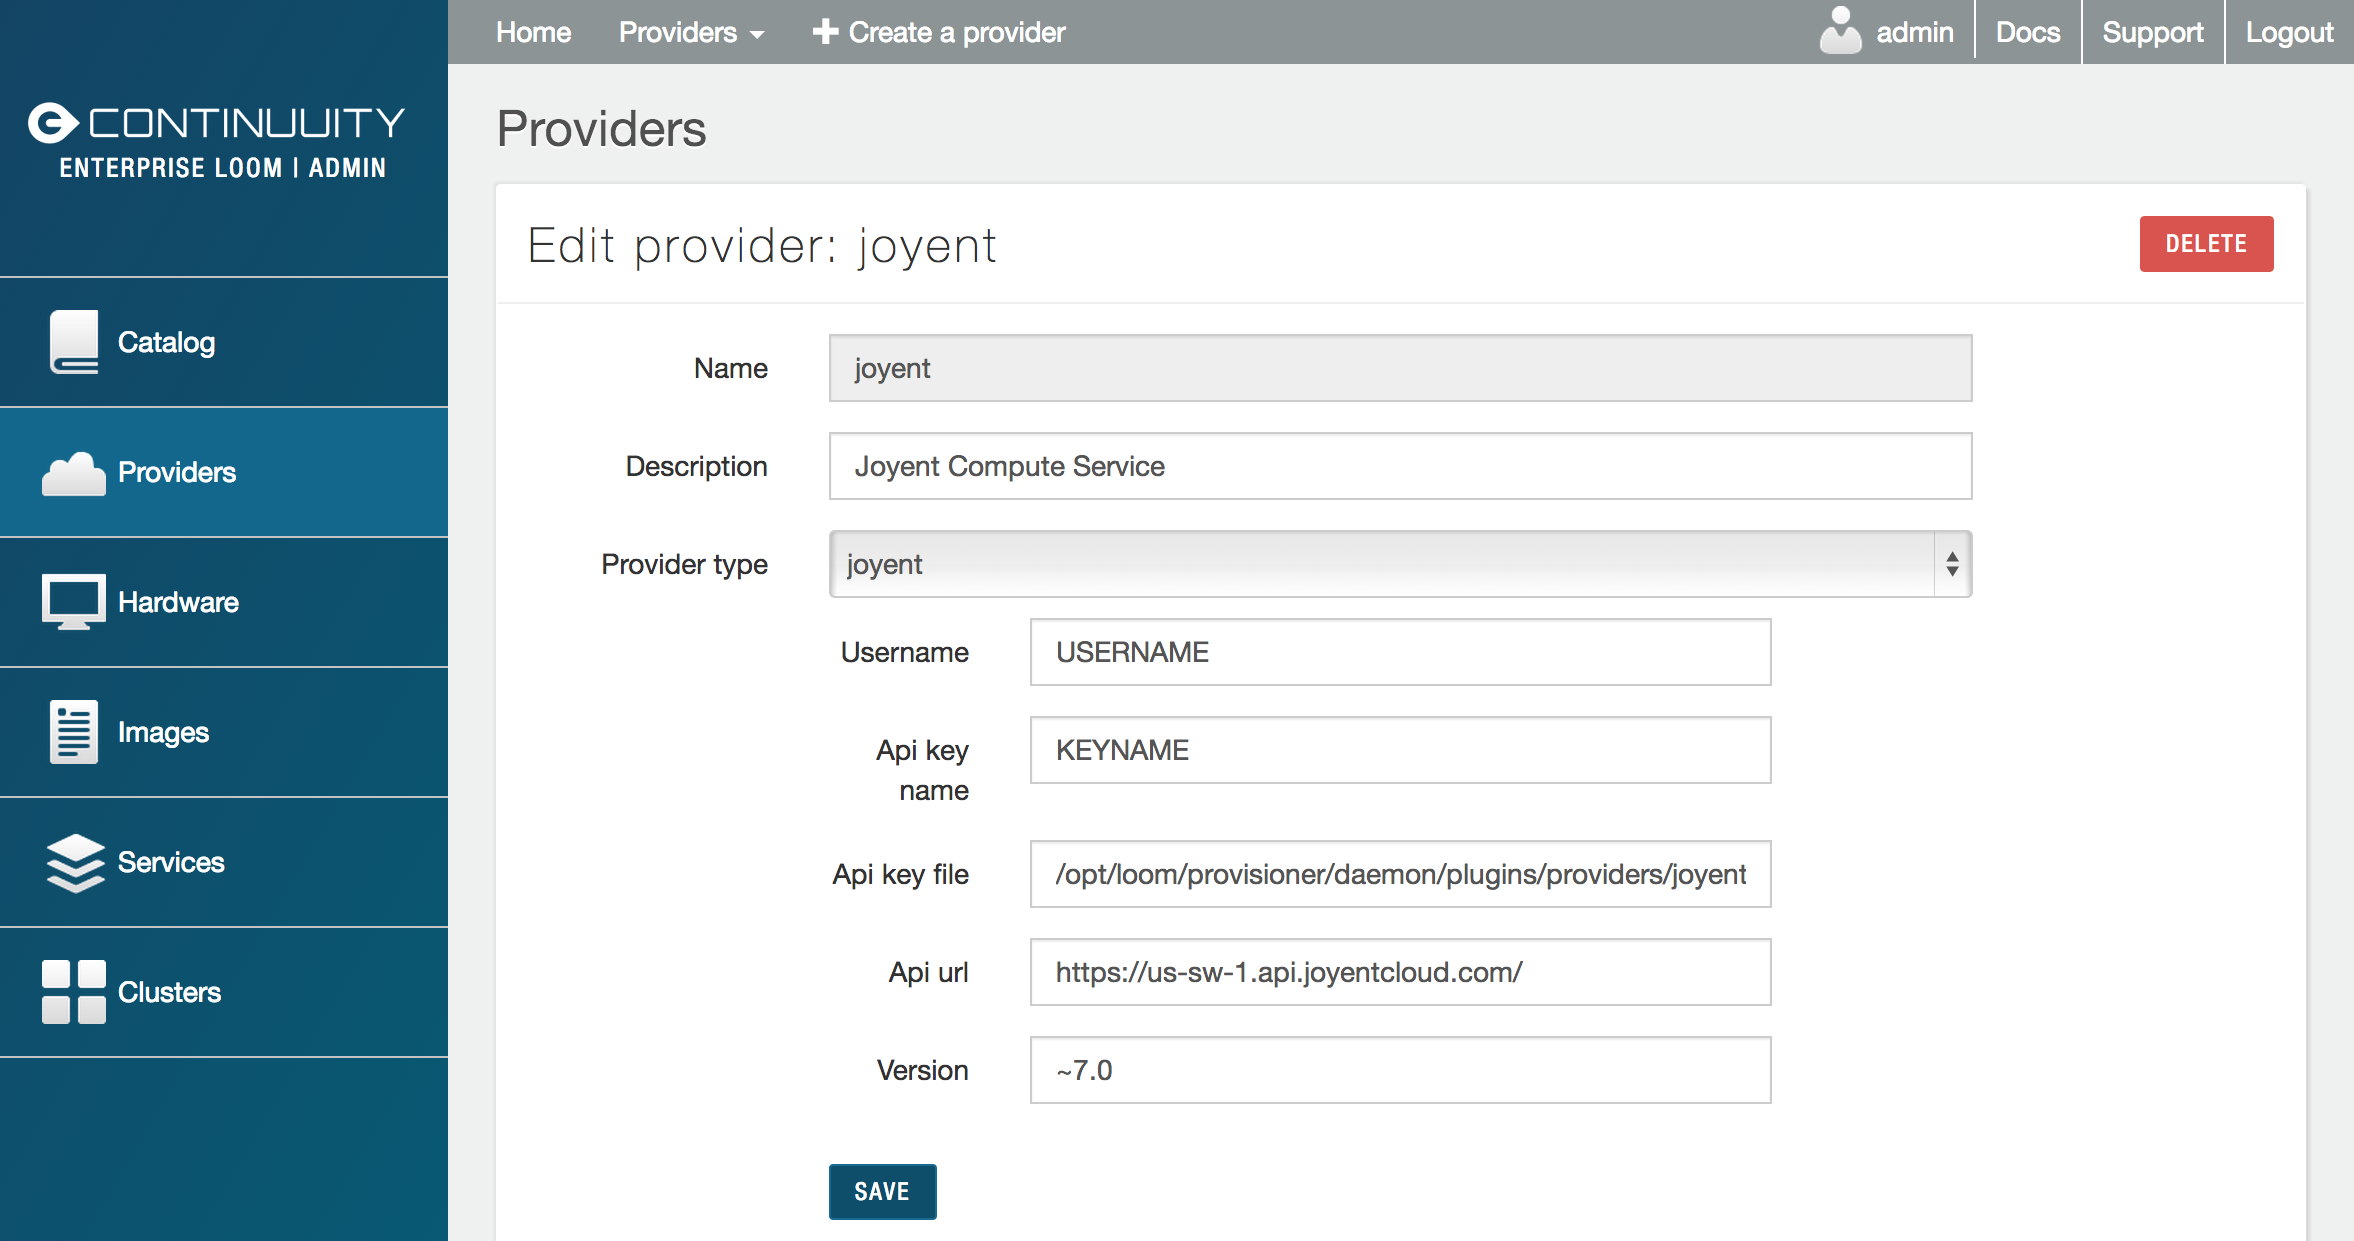 CONTINUUITY
ENTERPRISE LOOM | ADMIN
Catalog
Providers
Hardware
Images
Services
Clusters
Home Providers Create a provider admin Docs Support Logout
Providers
Edit provider: joyent DELETE
Name joyent
Description Joyent Compute Service
Provider type joyent
Username USERNAME
Api key name KEYNAME
Api key file /opt/loom/provisioner/daemon/plugins/providers/joyent
Api url https://us-sw-1.api.joyentcloud.com/
Version ~7.0
SAVE